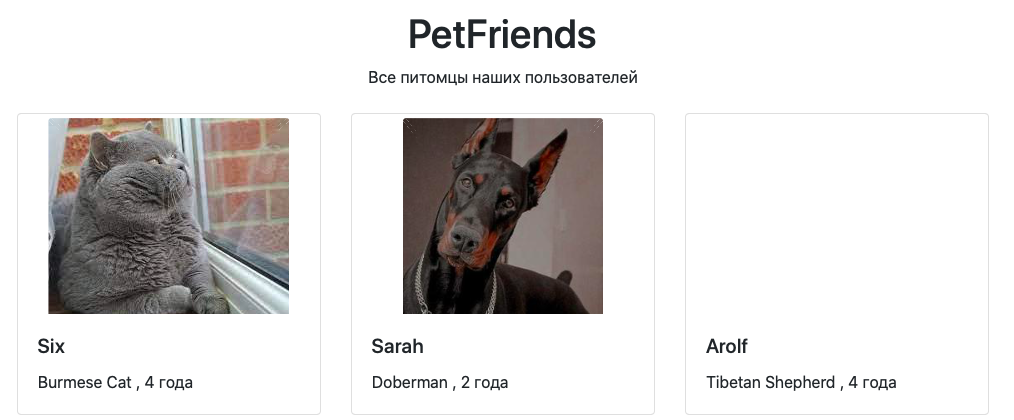 PetFriends
Все питомцы наших пользователей
Six
Burmese Cat , 4 года
Sarah
Doberman , 2 года
Arolf
Tibetan Shepherd , 4 года